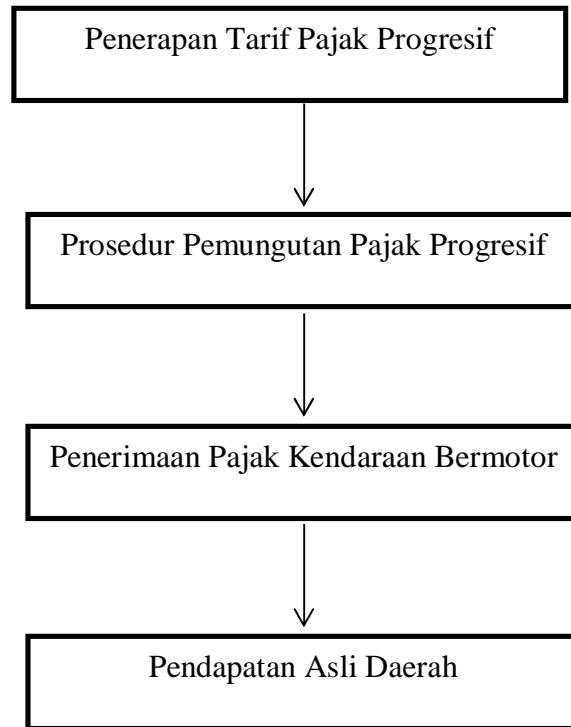 Penerapan Tarif Pajak Progresif
Prosedur Pemungutan Pajak Progresif
Penerimaan Pajak Kendaraan Bermotor
Pendapatan Asli Daerah